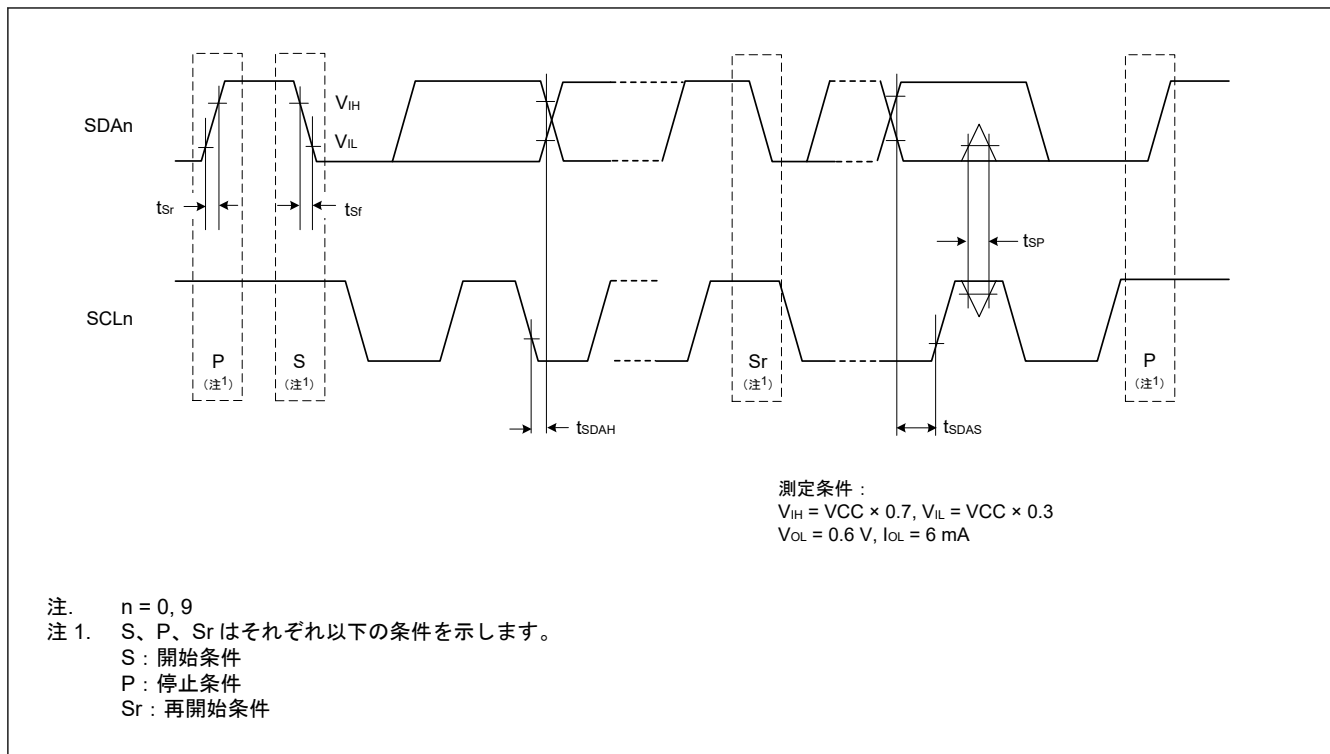 SDAn
VIH
VIL
tSr
tSf
tSP
SCLn
P
(注1)
S
(注1)
Sr
(注1)
P
(注1)
tSDAH
tSDAS
測定条件：
VIH = VCC × 0.7, VIL = VCC × 0.3
VOL = 0.6 V, IOL = 6 mA
注. n = 0, 9
注 1. S、P、Sr はそれぞれ以下の条件を示します。
S：開始条件
P：停止条件
Sr：再開始条件